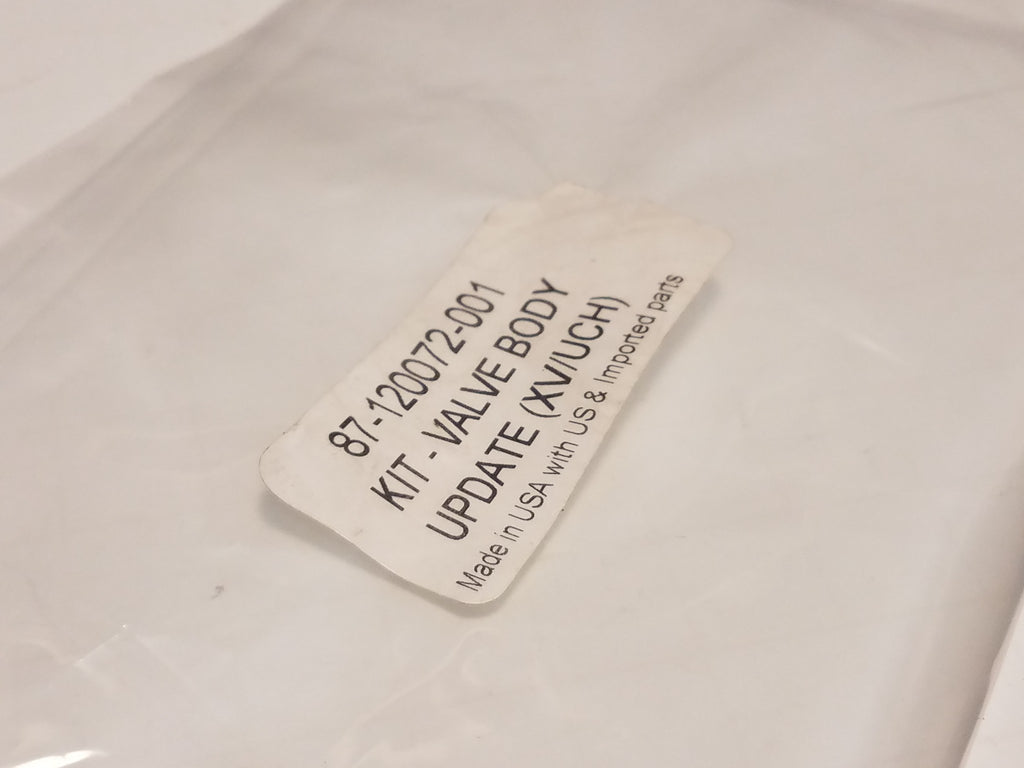 87-120072-001
KIT - VALVE BODY
UPDATE (XV/UCH)
Made in USA with US & Imported parts